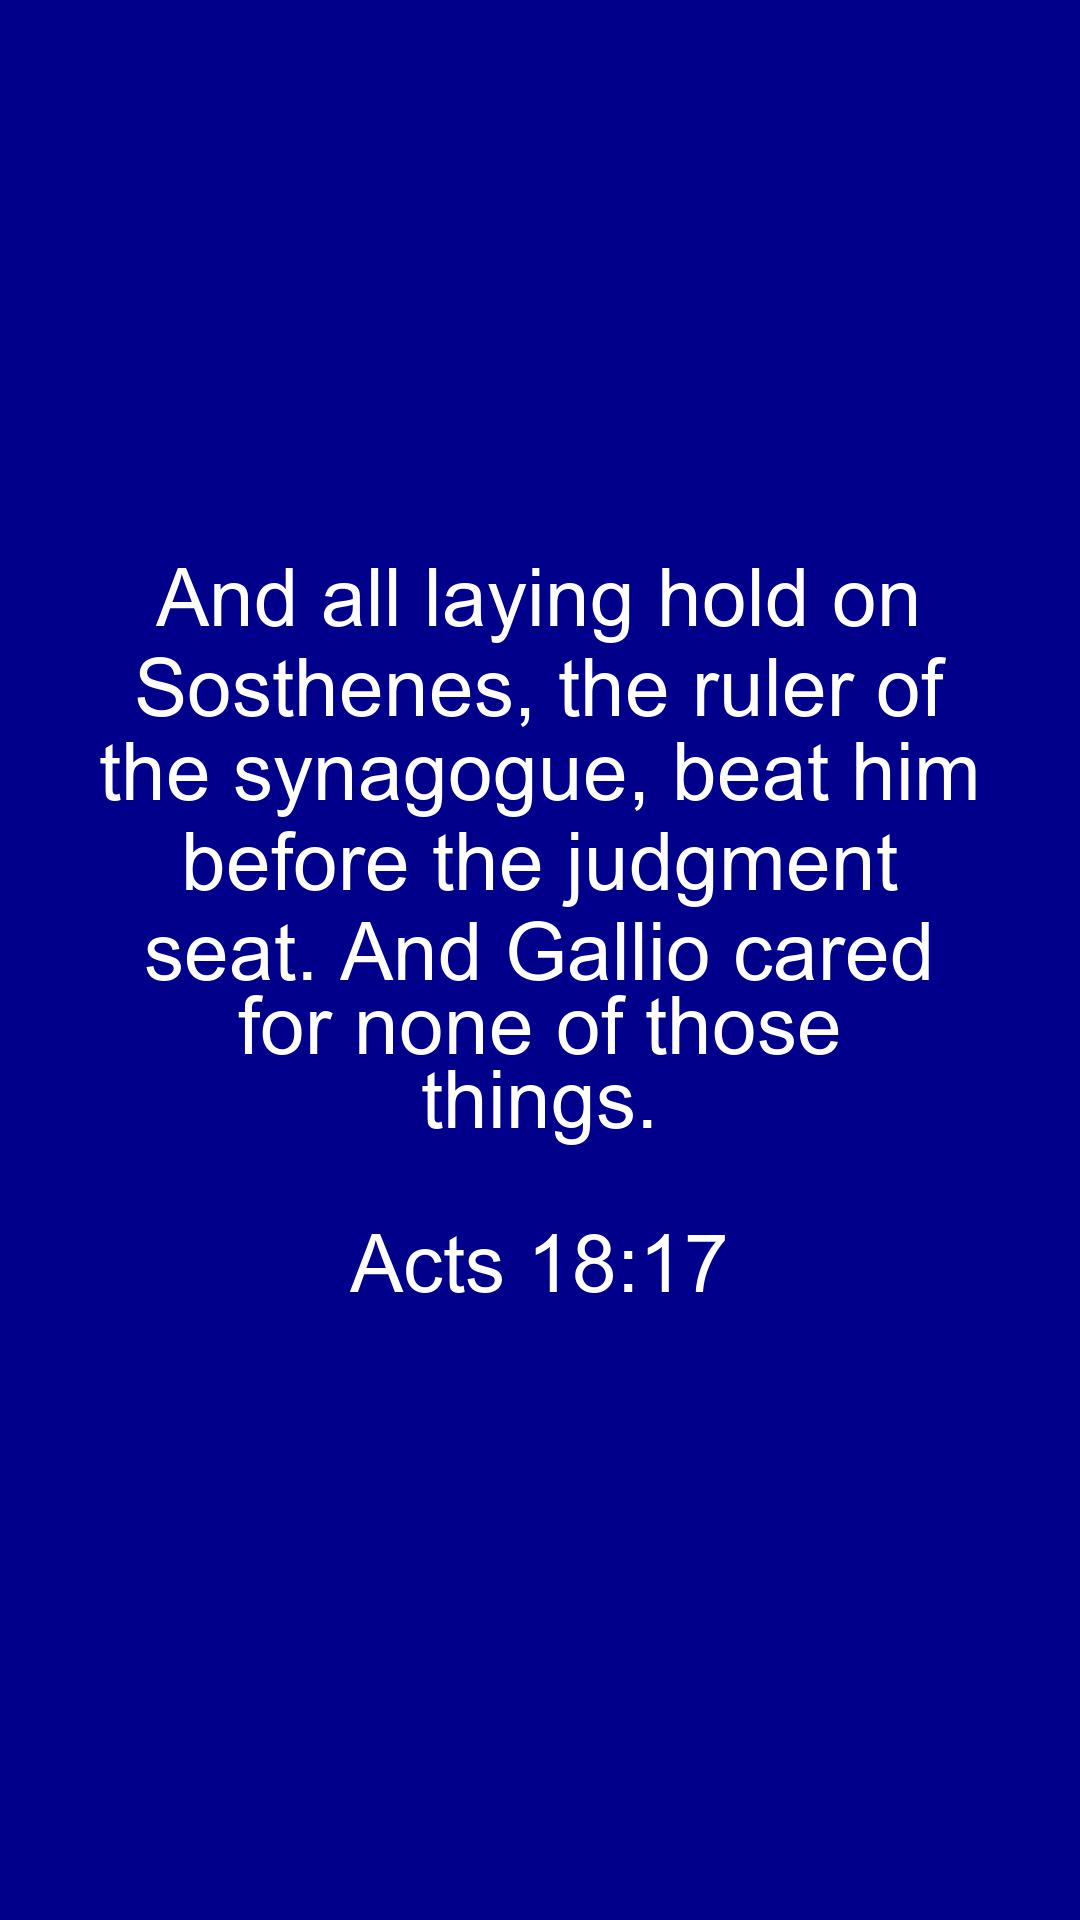 And all laying hold on
Sosthenes, the ruler of
the synagogue, beat him
before the judgment
seat. And Gallio cared
for none of those
things.
Acts 18:17